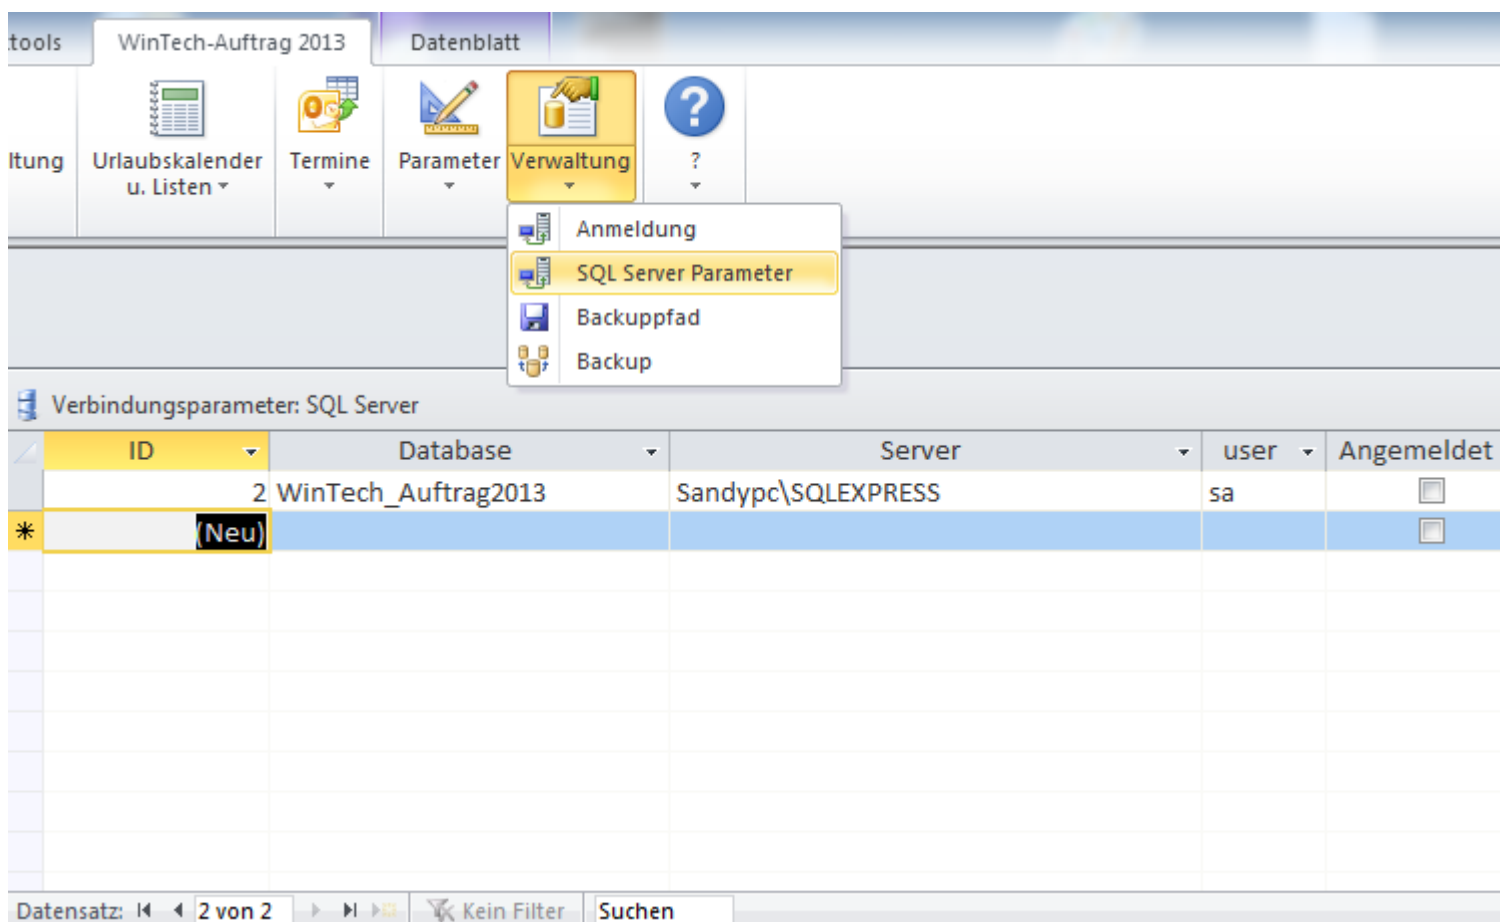 tools WinTech-Auftrag 2013 Datenblatt
ltung Urlaubskalender Termine Parameter Verwaltung ?
u. Listen
Anmeldung
SQL Server Parameter
Backuppfad
Backup
Verbindungsparameter: SQL Server
ID Database Server user Angemeldet
2 WinTech_Auftrag2013 Sandypc\SQLEXPRESS sa
(Neu)
Datensatz: 2 von 2 Kein Filter Suchen